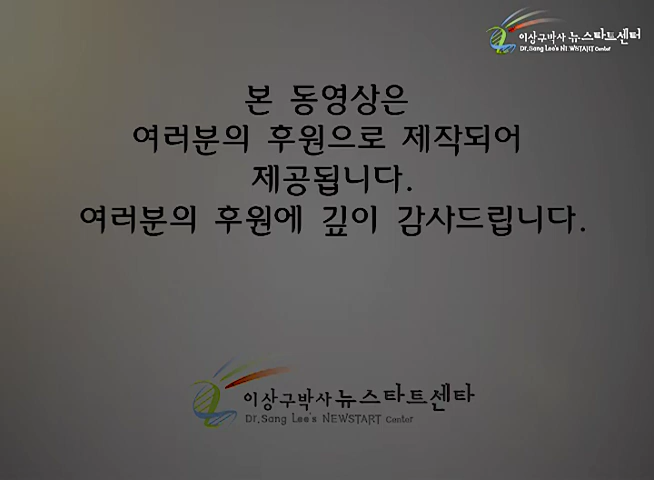 이상구박사 뉴스타트센터
Dr.Sang Lee's NEWSTART Center
본 동영상은
여러분의 후원으로 제작되어
제공됩니다.
여러분의 후원에 깊이 감사드립니다.
이상구박사 뉴스타트센타
Dr.Sang Lee's NEWSTART Center